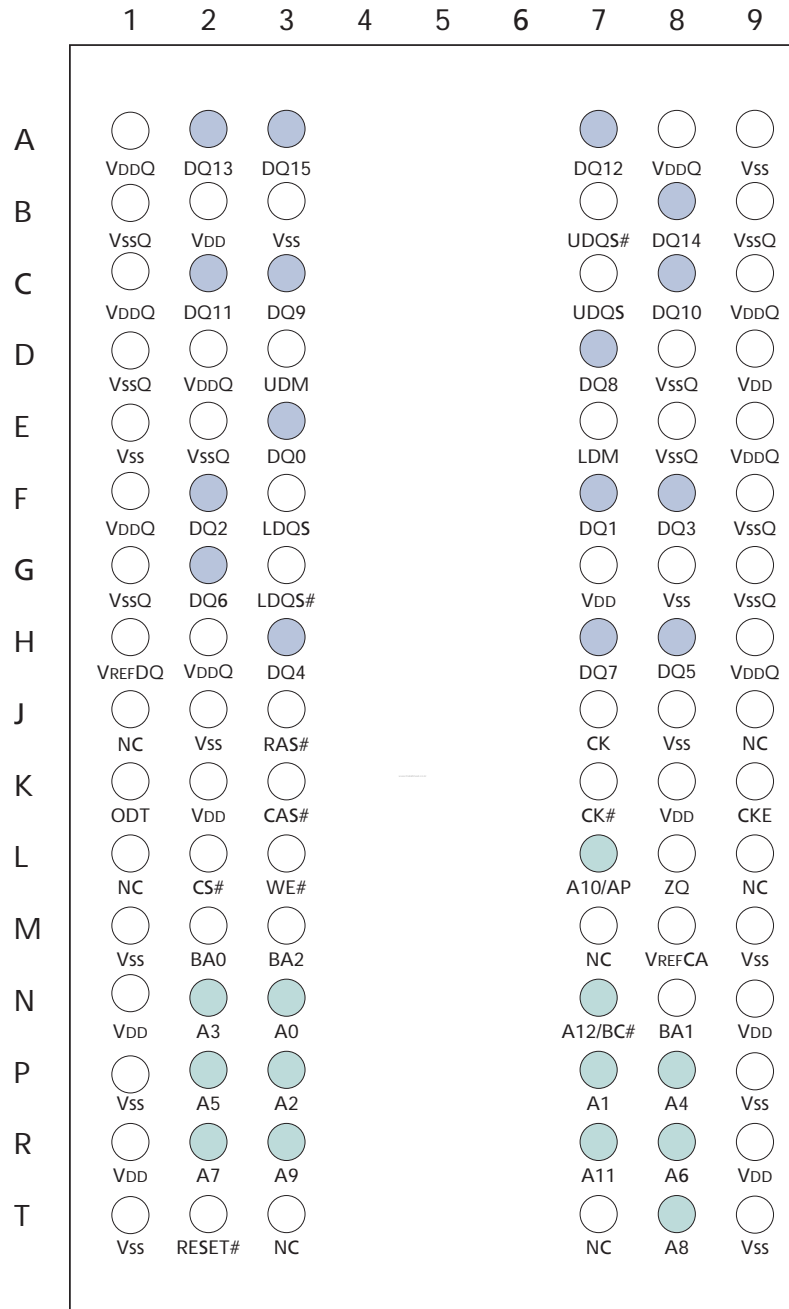 1 2 3 4 5 6 7 8 9
A
VDDQ DQ13 DQ15 DQ12 VDDQ Vss
B
VssQ VDD Vss UDQS# DQ14 VssQ
C
VDDQ DQ11 DQ9 UDQS DQ10 VDDQ
D
VssQ VDDQ UDM DQ8 VssQ VDD
E
Vss VssQ DQ0 LDM VssQ VDDQ
F
VDDQ DQ2 LDQS DQ1 DQ3 VssQ
G
VssQ DQ6 LDQS# VDD Vss VssQ
H
VREFDQ VDDQ DQ4 DQ7 DQ5 VDDQ
J
NC Vss RAS# CK Vss NC
K
ODT VDD CAS# CK# VDD CKE
L
NC CS# WE# A10/AP ZQ NC
M
Vss BA0 BA2 NC VREFCA Vss
N
VDD A3 A0 A12/BC# BA1 VDD
P
Vss A5 A2 A1 A4 Vss
R
VDD A7 A9 A11 A6 VDD
T
Vss RESET# NC NC A8 Vss